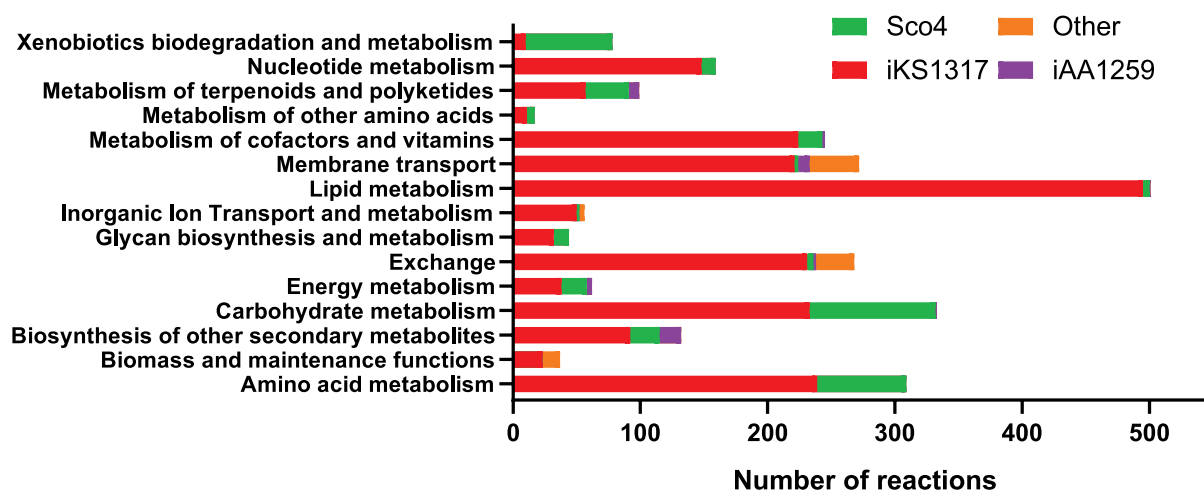 Sco4
Other
iKS1317
iAA1259
Xenobiotics biodegradation and metabolism
Nucleotide metabolism
Metabolism of terpenoids and polyketides
Metabolism of other amino acids
Metabolism of cofactors and vitamins
Membrane transport
Lipid metabolism
Inorganic Ion Transport and metabolism
Glycan biosynthesis and metabolism
Exchange
Energy metabolism
Carbohydrate metabolism
Biosynthesis of other secondary metabolites
Biomass and maintenance functions
Amino acid metabolism
0 100 200 300 400 500
Number of reactions